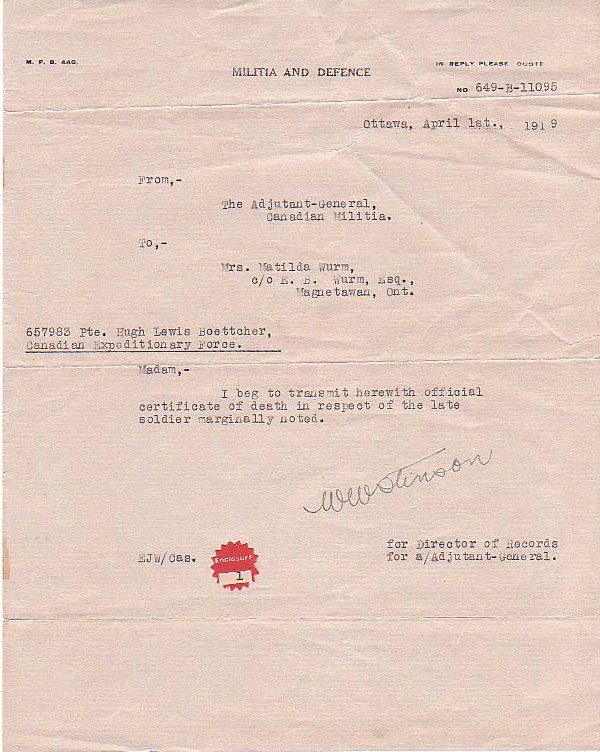 M. F. B. 440.
IN REPLY PLEASE QUOTE
MILITIA AND DEFENCE
NO 649-B-11095
Ottawa, April 1st., 1919
From,-
The Adjutant-General,
Canadian Militia.
To,-
Mrs. Matilda Wurm,
c/o E. B. Wurm, Esq.,
Magnetawan, Ont.
657983 Pte. Hugh Lewis Boettcher,
Canadian Expeditionary Force.
Madam,-
I beg to transmit herewith official
certificate of death in respect of the late
soldier marginally noted.
WW Stinson
for Director of Records
for a/Adjutant-General.
EJW/Cas.
Enclosure
1